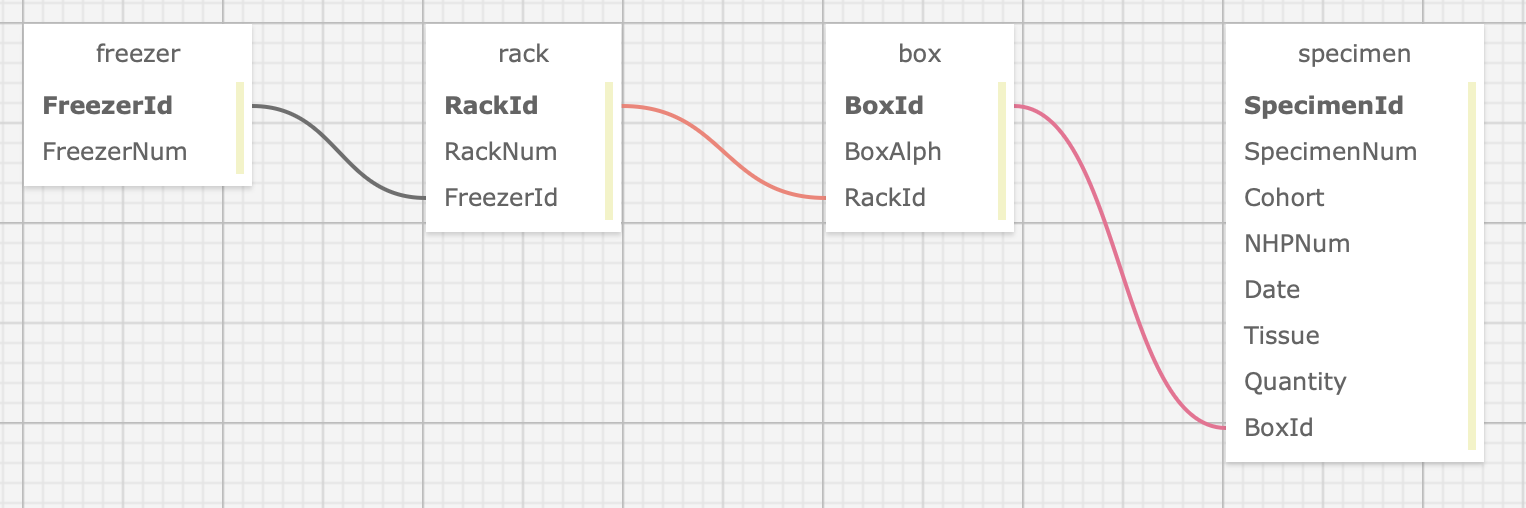 freezer
FreezerId
FreezerNum
rack
RackId
RackNum
FreezerId
box
BoxId
BoxAlph
RackId
specimen
SpecimenId
SpecimenNum
Cohort
NHPNum
Date
Tissue
Quantity
BoxId